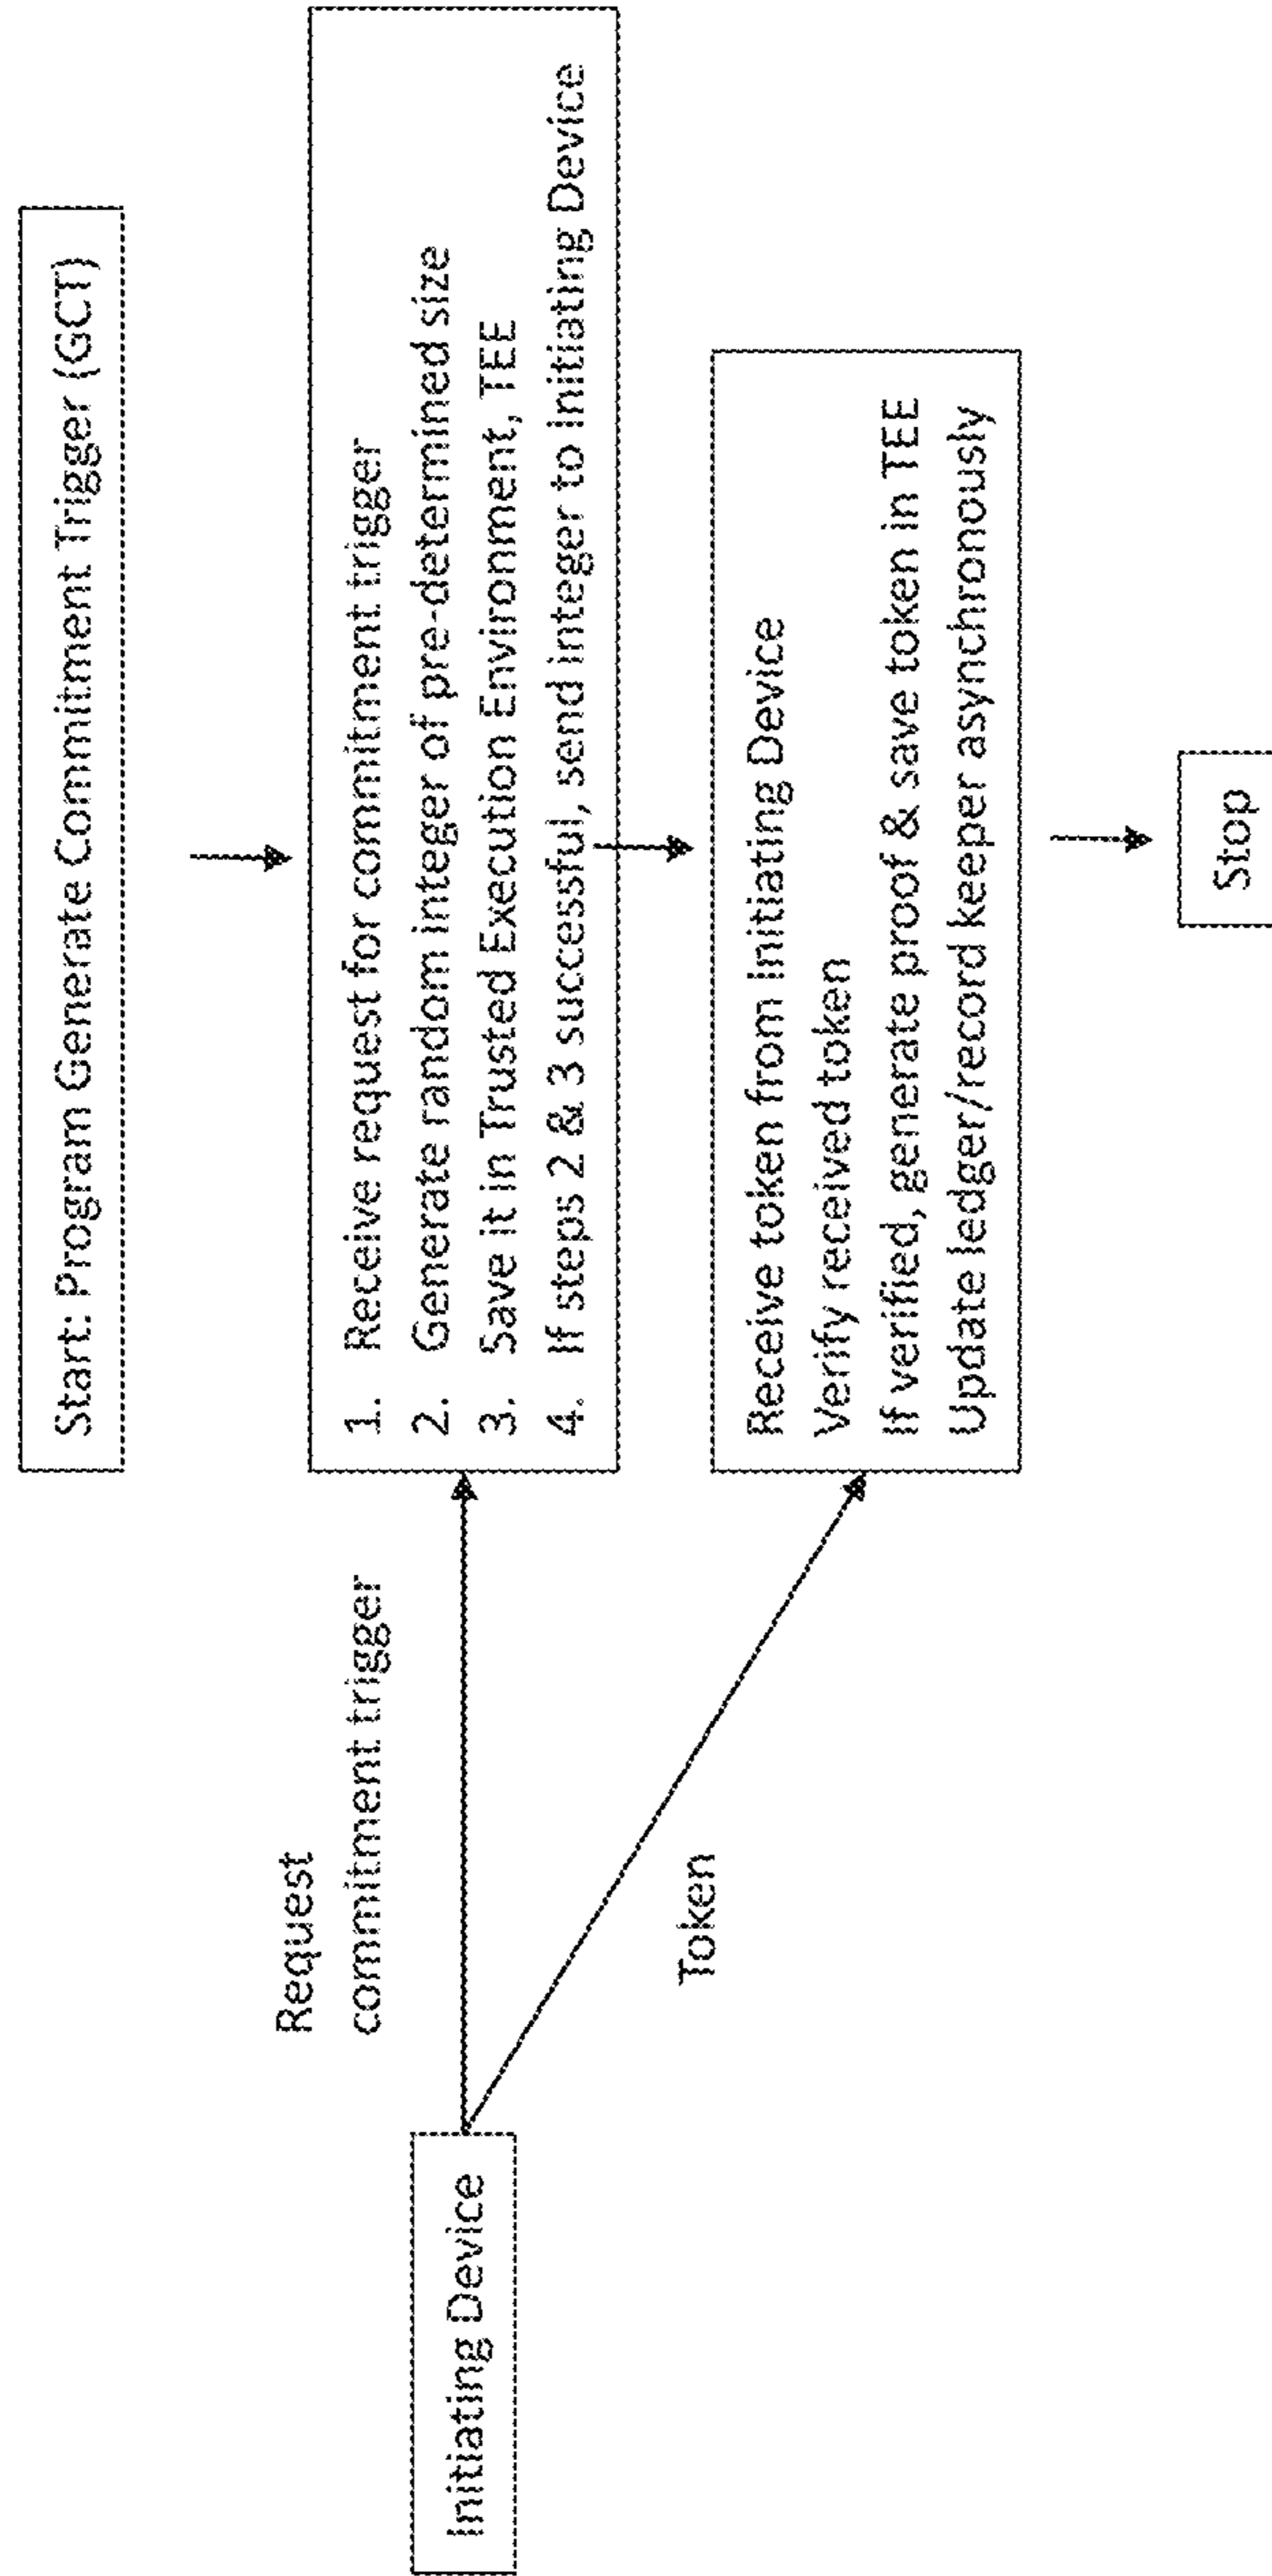 Start: Program Generate Commitment Trigger (GCT)
Request
commitment trigger
1. Receive request for commitment trigger
2. Generate random integer of pre-determined size
3. Save it in Trusted Execution Environment, TEE
4. If steps 2 & 3 successful, send integer to Initiating Device
Initiating Device
Token
Receive token from Initiating Device
Verify received token
If verified, generate proof & save token in TEE
Update ledger/record keeper asynchronously
Stop